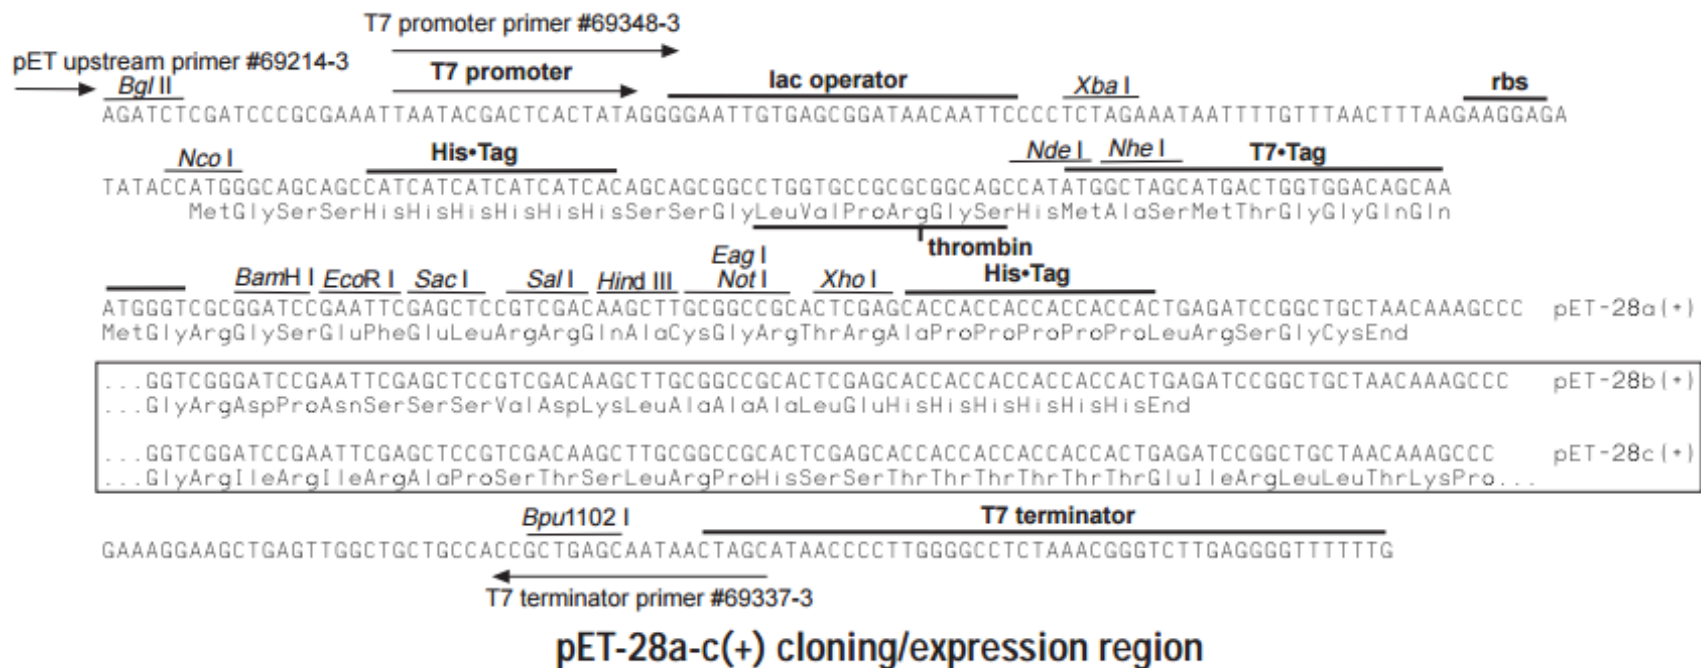 T7 promoter primer #69348-3
pET upstream primer #69214-3
Bgl II T7 promoter lac operator Xba I rbs
AGATCTCGATCCCGCGAAATTAATACGACTCACTATAGGGGAATTGTGAGCGGATAACAATTCCCCTCTAGAAATAATTTTGTTTAACTTTAAGAAGGAGA
Nco I His•Tag Nde I Nhe I T7•Tag
TATACCATGGGCAGCAGCCATCATCATCATCATCACAGCAGCGGCCTGGTGCCGCGCGGCAGCCATATGGCTAGCATGACTGGTGGACAGCAA
MetGlySerSerHisHisHisHisHisHisSerSerGlyLeuValProArgGlySerHisMetAlaSerMetThrGlyGlyGlnGln
thrombin
BamH I EcoR I Sac I Sal I Hind III Eag I Not I Xho I His•Tag
ATGGGTCGCGGATCCGAATTCGAGCTCCGTCGACAAGCTTGCGGCCGCACTCGAGCACCACCACCACCACCACTGAGATCCGGCTGCTAACAAAGCCC pET-28a(+)
MetGlyArgGlySerGluPheGluLeuArgArgGlnAlaCysGlyArgThrArgAlaProProProProProLeuArgSerGlyCysEnd
...GGTCGGGATCCGAATTCGAGCTCCGTCGACAAGCTTGCGGCCGCACTCGAGCACCACCACCACCACCACTGAGATCCGGCTGCTAACAAAGCCC pET-28b(+)
...GlyArgAspProAsnSerSerSerValAspLysLeuAlaAlaAlaLeuGluHisHisHisHisHisHisEnd
...GGTCGGATCCGAATTCGAGCTCCGTCGACAAGCTTGCGGCCGCACTCGAGCACCACCACCACCACCACTGAGATCCGGCTGCTAACAAAGCCC pET-28c(+)
...GlyArgIleArgIleArgAlaProSerThrSerLeuArgProHisSerSerThrThrThrThrThrThrGluIleArgLeuLeuThrLysPro...
Bpu1102 I T7 terminator
GAAAGGAAGCTGAGTTGGCTGCTGCCACCGCTGAGCAATAACTAGCATAACCCCTTGGGGCCTCTAAACGGGTCTTGAGGGGTTTTTTG
T7 terminator primer #69337-3
pET-28a-c(+) cloning/expression region